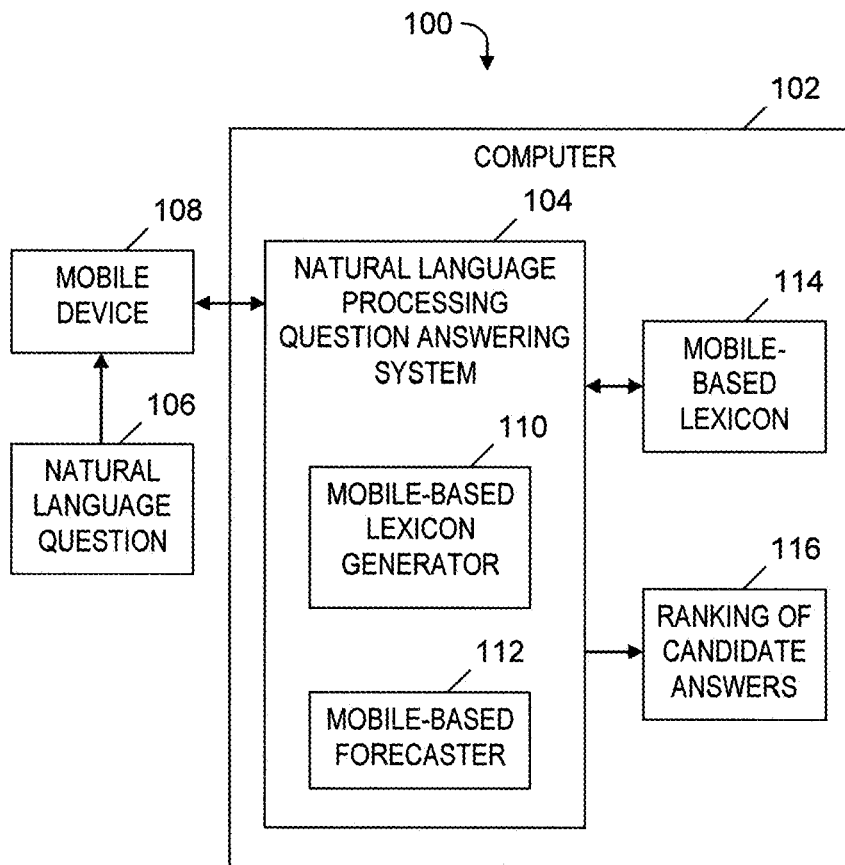 100
102
COMPUTER
108
MOBILE
DEVICE
104
NATURAL LANGUAGE
PROCESSING
QUESTION ANSWERING
SYSTEM
114
MOBILE-
BASED
LEXICON
106
NATURAL
LANGUAGE
QUESTION
110
MOBILE-BASED
LEXICON
GENERATOR
116
RANKING OF
CANDIDATE
ANSWERS
112
MOBILE-BASED
FORECASTER